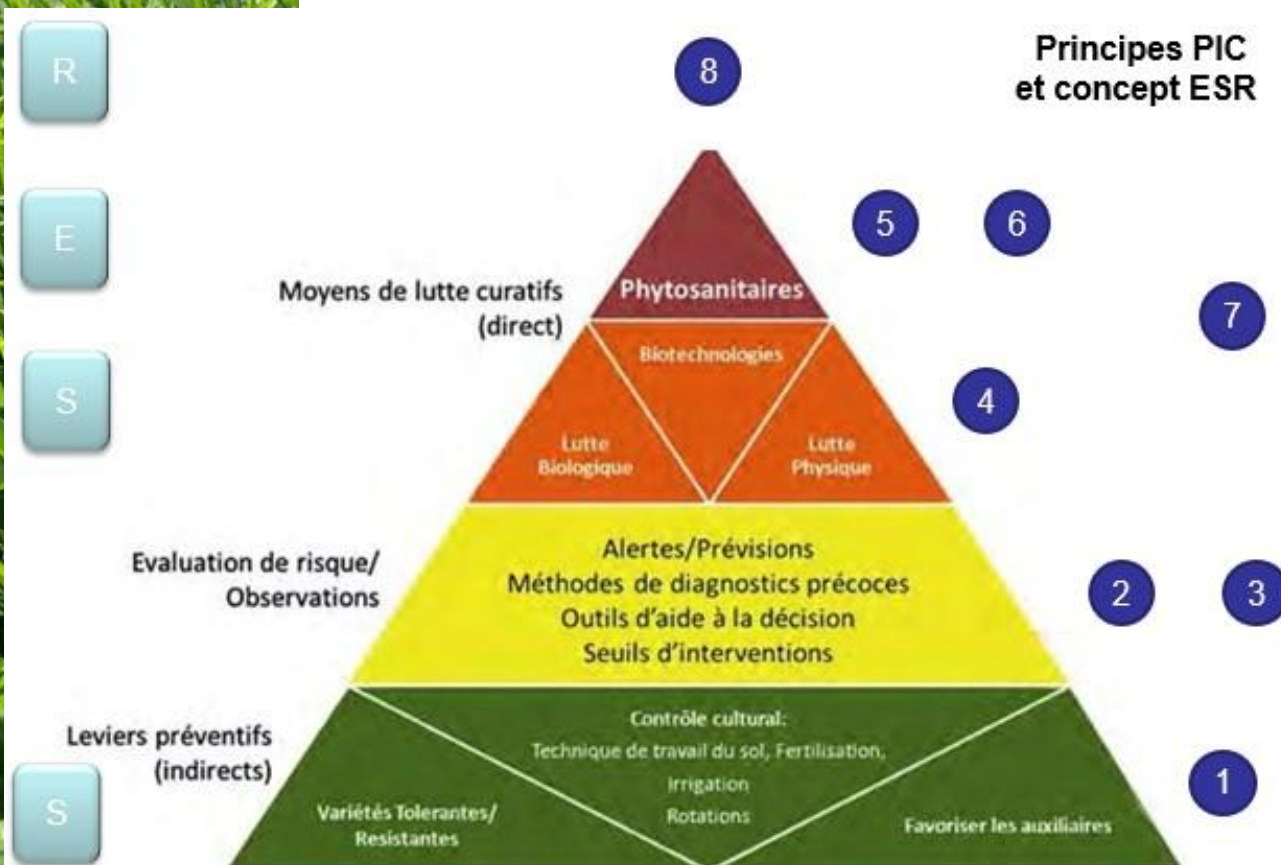 R
8
Principes PIC
et concept ESR
E
5
6
Moyens de lutte curatifs
(direct)
Phytosanitaires
7
Biotechnologies
S
4
Lutte
Biologique
Lutte
Physique
Evaluation de risque/
Observations
Alertes/Prévisions
Méthodes de diagnostics précoces
Outils d'aide à la décision
Seuils d'interventions
2
3
Leviers préventifs
(indirects)
Contrôle cultural:
Technique de travail du sol, Fertilisation,
Irrigation
Rotations
1
S
Variétés Tolerantes/
Resistantes
Favoriser les auxiliaires